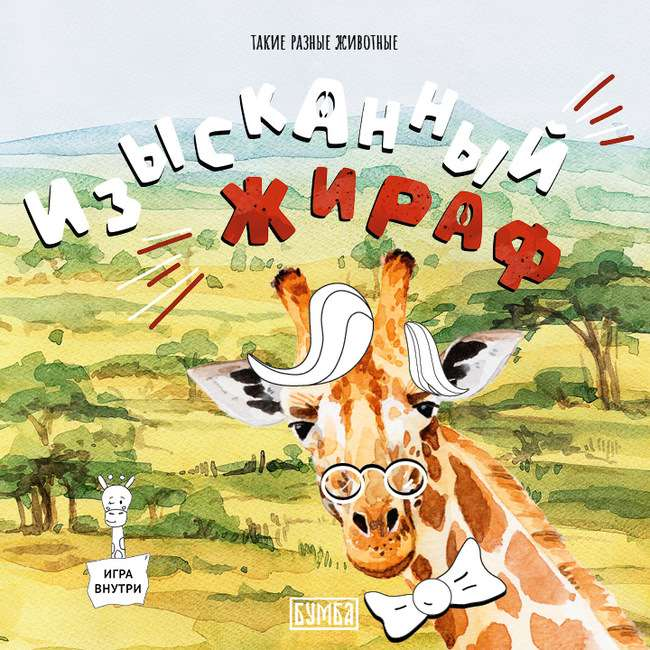 ТАКИЕ РАЗНЫЕ ЖИВОТНЫЕ
ИЗЫСКАННЫЙ
ЖИРАФ
ИГРА
ВНУТРИ
БУМБА